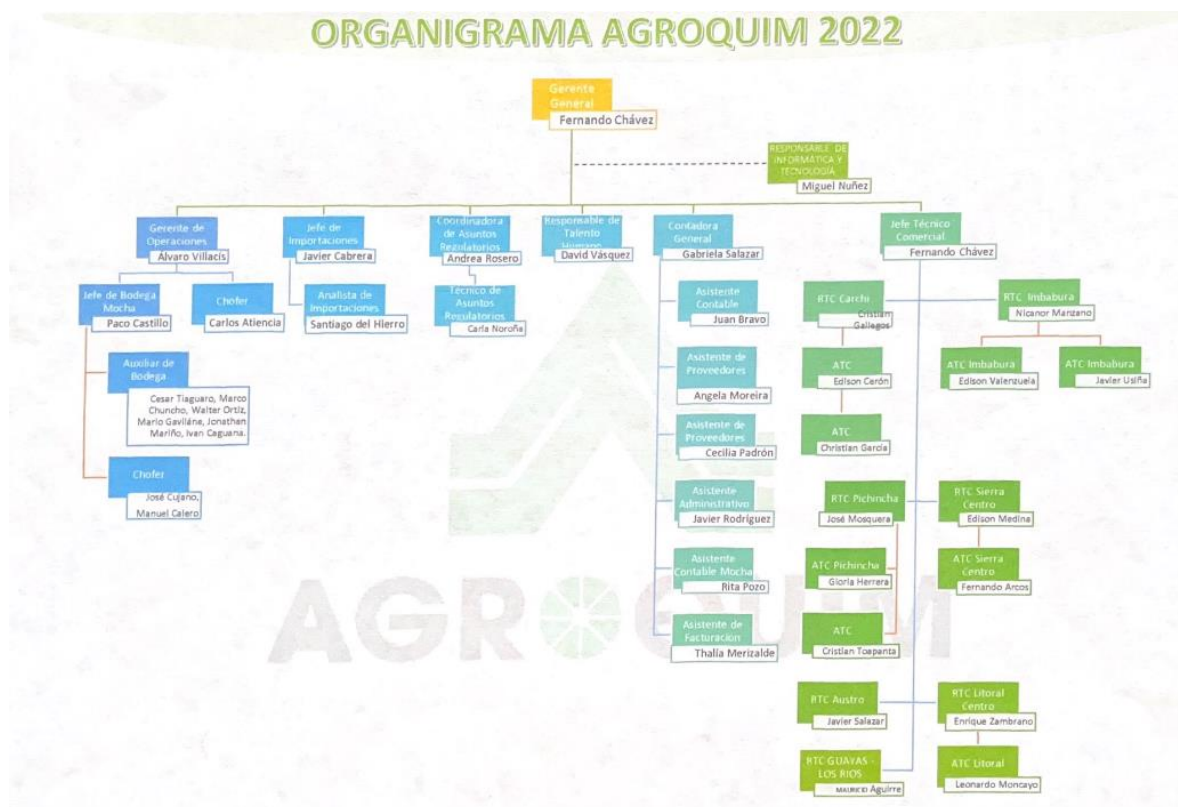 ORGANIGRAMA AGROQUIM 2022
Gerente
General
Fernando Chávez
RESPONSABLE DE
INFORMÁTICA Y
TECNOLOGÍA
Miguel Nuñez
Gerente de
Operaciones
Álvaro Villacís
Jefe de
Importaciones
Javier Cabrera
Coordinadora
de Asuntos
Regulatorios
Andrea Rosero
Responsable de
Talento
Humano
David Vásquez
Contadora
General
Gabriela Salazar
Jefe Técnico
Comercial
Fernando Chávez
Jefe de Bodega
Mocha
Paco Castillo
Chofer
Carlos Atiencia
Analista de
Importaciones
Santiago del Hierro
Técnico de
Asuntos
Regulatorios
Carla Noroña
Auxiliar de
Bodega
Cesar Tiaguaro, Marco
Chuncho, Walter Ortiz,
Mario Gaviláne, Jonathan
Mariño, Ivan Caguana.
Chofer
José Cujano,
Manuel Calero
Asistente
Contable
Juan Bravo
Asistente de
Proveedores
Angela Moreira
Asistente de
Proveedores
Cecilia Padrón
Asistente
Administrativo
Javier Rodríguez
Asistente
Contable Mocha
Rita Pozo
Asistente de
Facturación
Thalía Merizalde
RTC Carchi
Cristian
Gallegos
RTC Imbabura
Nicanor Manzano
ATC
Edison Carón
ATC Imbabura
Edison Valenzuela
ATC Imbabura
Javier Usiña
ATC
Christian García
RTC Pichincha
José Mosquera
RTC Sierra
Centro
Edison Medina
ATC Pichincha
Gloria Herrera
ATC Sierra
Centro
Fernando Arcos
ATC
Cristian Toapanta
RTC Austro
Javier Salazar
RTC Litoral
Centro
Enrique Zambrano
RTC GUAYAS -
LOS RIOS
MAURICIO Aguirre
ATC Litoral
Leonardo Moncayo
AGROQUIM